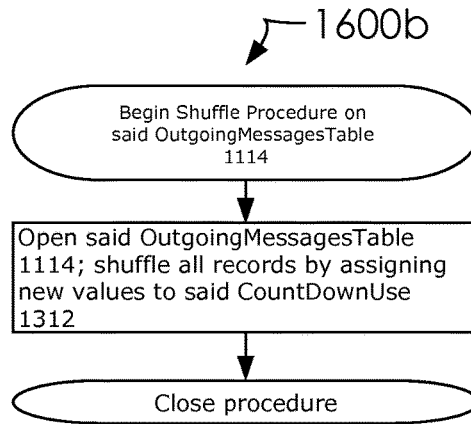 1600b
Begin Shuffle Procedure on
said OutgoingMessagesTable
1114
Open said OutgoingMessagesTable
1114; shuffle all records by assigning
new values to said CountDownUse
1312
Close procedure